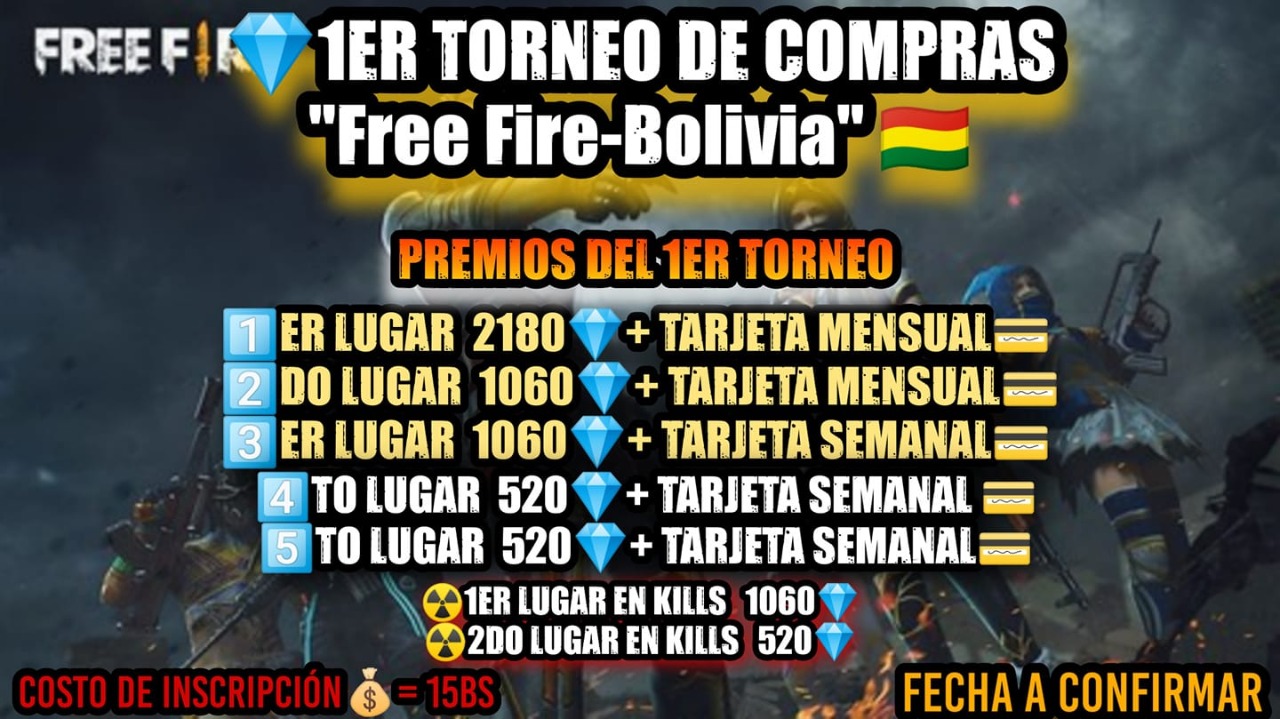 FREE FIR
💎1ER TORNEO DE COMPRAS
"Free Fire-Bolivia" 🇧🇴
PREMIOS DEL 1ER TORNEO
1️⃣ER LUGAR 2180💎+ TARJETA MENSUAL💳
2️⃣DO LUGAR 1060💎+ TARJETA MENSUAL💳
3️⃣ER LUGAR 1060💎+ TARJETA SEMANAL💳
4️⃣TO LUGAR 520💎+ TARJETA SEMANAL 💳
5️⃣TO LUGAR 520💎+ TARJETA SEMANAL💳
☢️1ER LUGAR EN KILLS 1060💎
☢️2DO LUGAR EN KILLS 520💎
COSTO DE INSCRIPCIÓN💰= 15BS
FECHA A CONFIRMAR